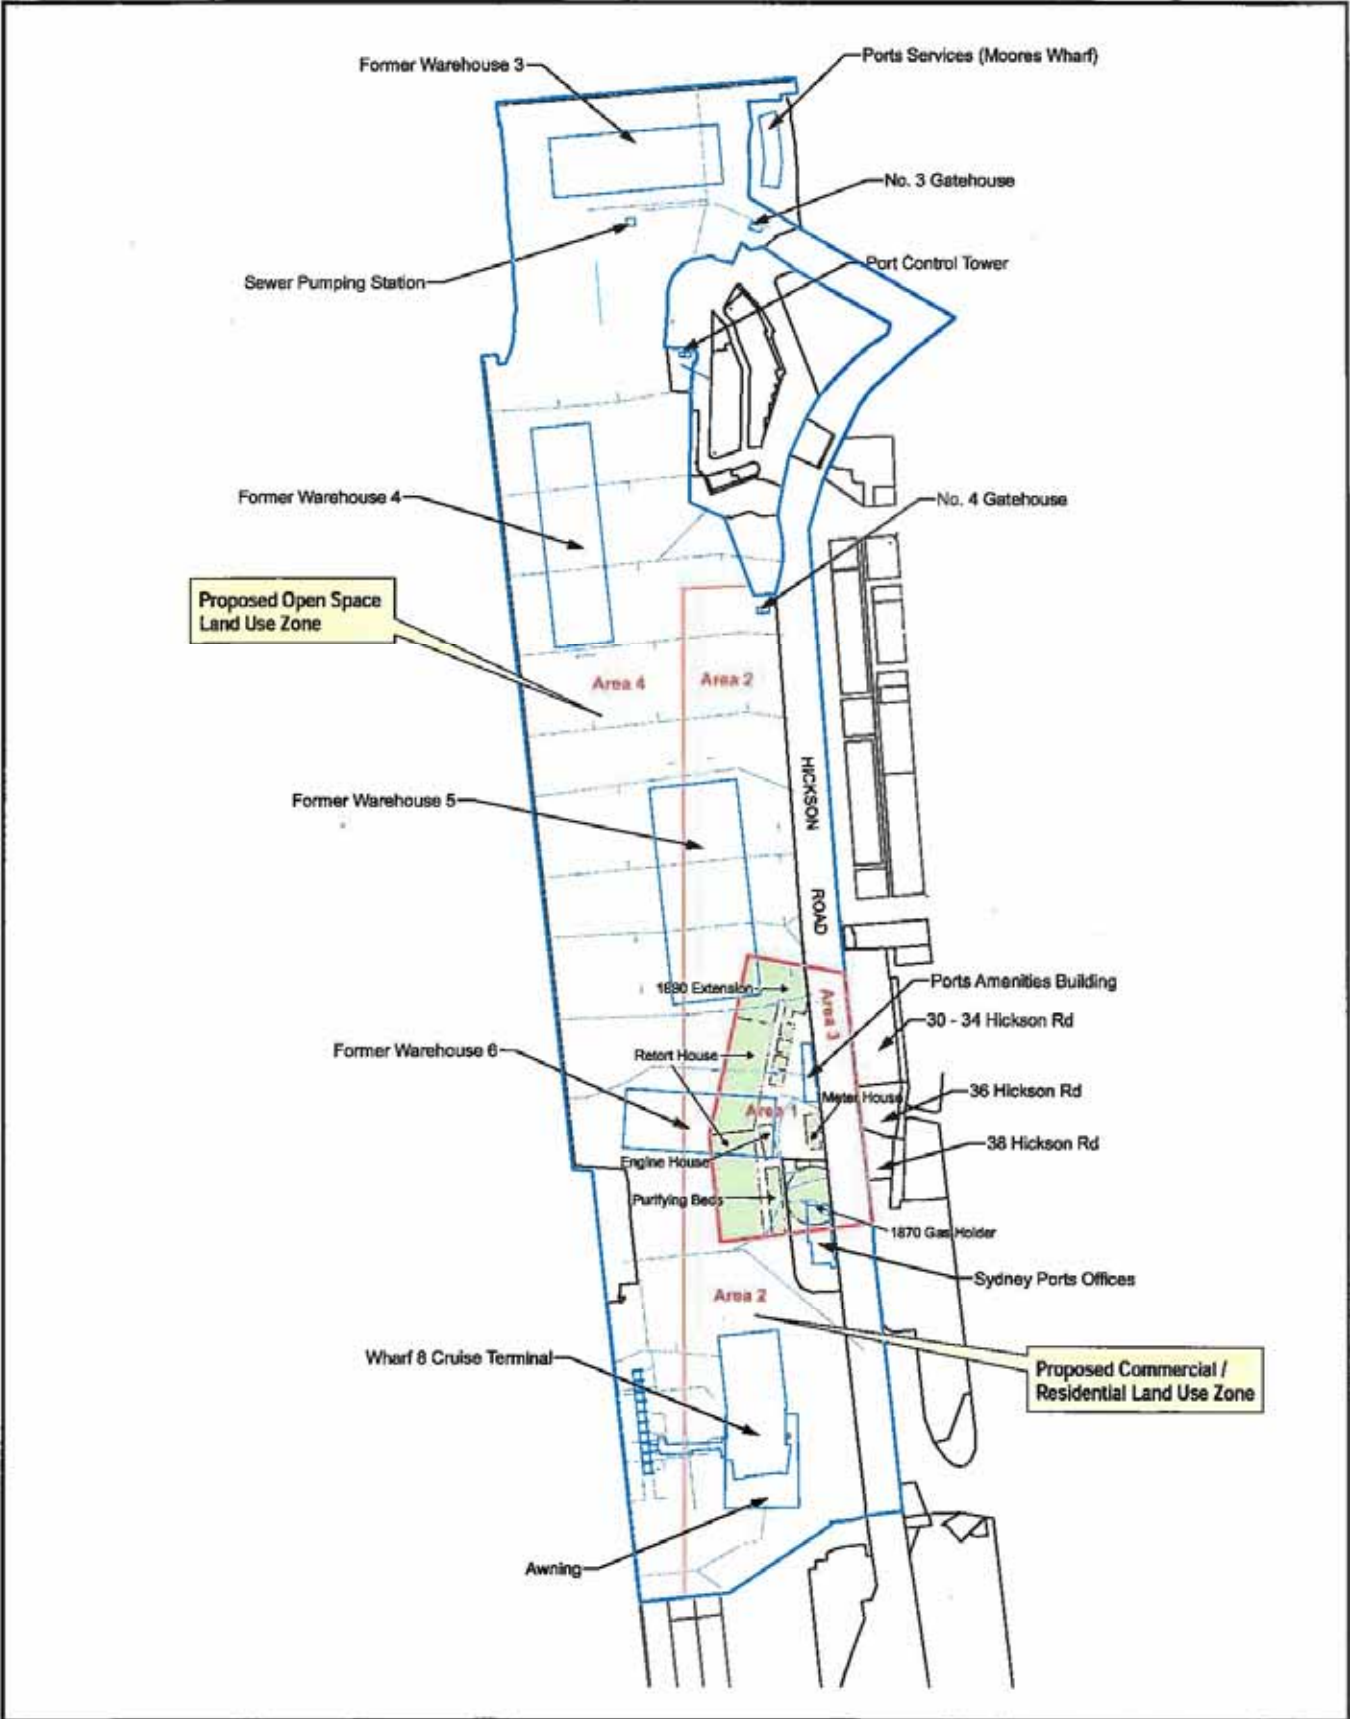 Former Warehouse 3
Ports Services (Moores Wharf)
No. 3 Gatehouse
Port Control Tower
Sewer Pumping Station
Former Warehouse 4
No. 4 Gatehouse
Proposed Open Space
Land Use Zone
Area 4
Area 2
HICKSON
ROAD
Former Warehouse 5
1880 Extension
Area 3
Ports Amenities Building
30 - 34 Hickson Rd
Former Warehouse 6
Retort House
36 Hickson Rd
Meter House
Area 1
38 Hickson Rd
Engine House
Purifying Beds
1870 Gas Holder
Sydney Ports Offices
Area 2
Wharf 8 Cruise Terminal
Proposed Commercial /
Residential Land Use Zone
Awning